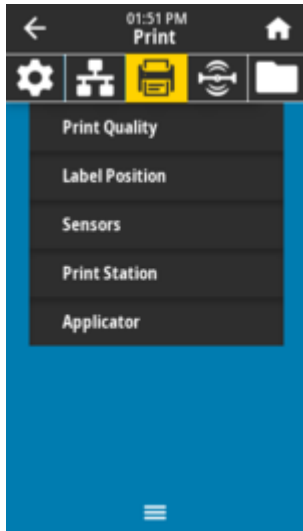 01:51 PM
Print
Print Quality
Label Position
Sensors
Print Station
Applicator